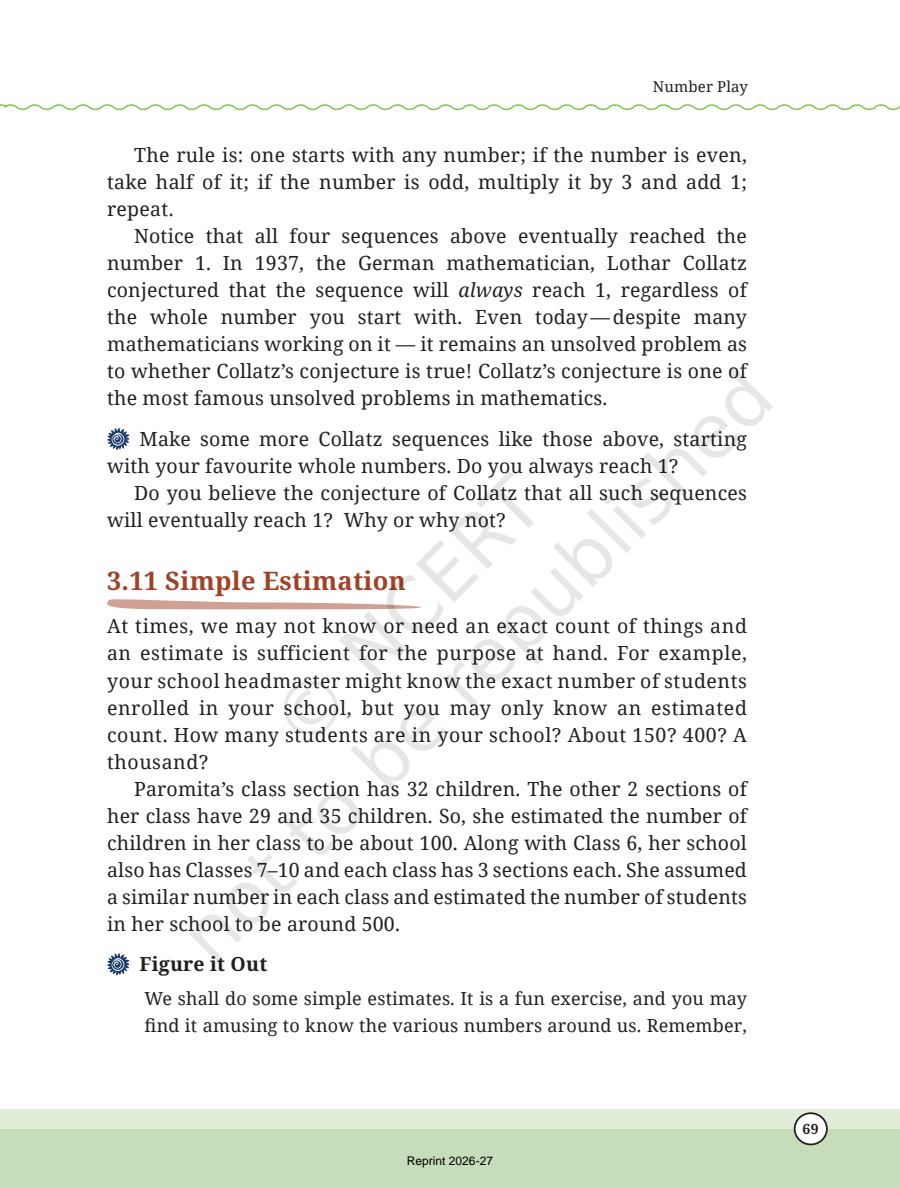 Number Play
The rule is: one starts with any number; if the number is even,
take half of it; if the number is odd, multiply it by 3 and add 1;
repeat.
Notice that all four sequences above eventually reached the
number 1. In 1937, the German mathematician, Lothar Collatz
conjectured that the sequence will always reach 1, regardless of
the whole number you start with. Even today—despite many
mathematicians working on it — it remains an unsolved problem as
to whether Collatz’s conjecture is true! Collatz’s conjecture is one of
the most famous unsolved problems in mathematics.
Make some more Collatz sequences like those above, starting
with your favourite whole numbers. Do you always reach 1?
Do you believe the conjecture of Collatz that all such sequences
will eventually reach 1? Why or why not?
3.11 Simple Estimation
At times, we may not know or need an exact count of things and
an estimate is sufficient for the purpose at hand. For example,
your school headmaster might know the exact number of students
enrolled in your school, but you may only know an estimated
count. How many students are in your school? About 150? 400? A
thousand?
Paromita’s class section has 32 children. The other 2 sections of
her class have 29 and 35 children. So, she estimated the number of
children in her class to be about 100. Along with Class 6, her school
also has Classes 7–10 and each class has 3 sections each. She assumed
a similar number in each class and estimated the number of students
in her school to be around 500.
Figure it Out
We shall do some simple estimates. It is a fun exercise, and you may
find it amusing to know the various numbers around us. Remember,
69
Reprint 2026-27
© NCERT
not to be republished